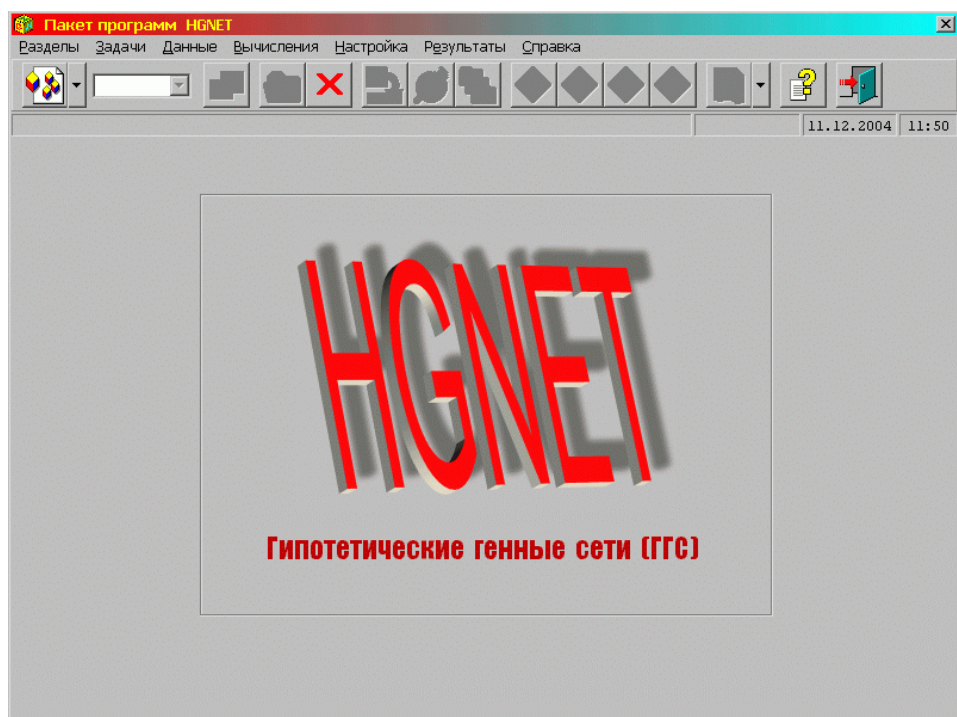 Пакет программ HGNET
Разделы Задачи Данные Вычисления Настройка Результаты Справка
11.12.2004 11:50
HGNET
Гипотетические генные сети (ГГС)